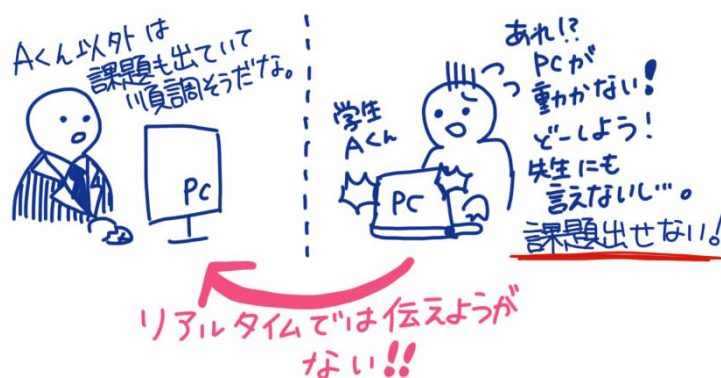 Aくん以外は
課題も出ていて
順調そうだな。
PC
学生
Aくん
PC
あれ!?
PCが
動かない!
どーしよう!
先生にも
言えないし…。
課題出せない!
リアルタイムでは伝えようが
ない!!